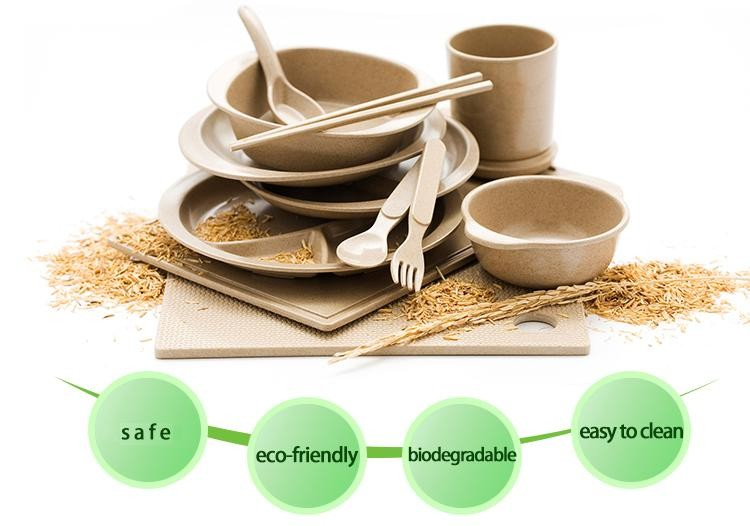 safe
eco-friendly
biodegradable
easy to clean